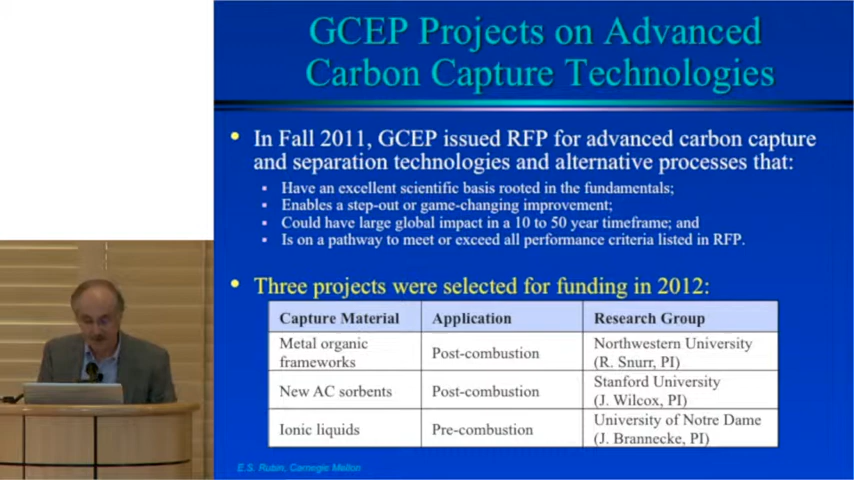 GCEP Projects on Advanced
Carbon Capture Technologies
• In Fall 2011, GCEP issued RFP for advanced carbon capture
and separation technologies and alternative processes that:
▪ Have an excellent scientific basis rooted in the fundamentals;
▪ Enables a step-out or game-changing improvement;
▪ Could have large global impact in a 10 to 50 year timeframe; and
▪ Is on a pathway to meet or exceed all performance criteria listed in RFP.
• Three projects were selected for funding in 2012:
Capture Material Application Research Group
Metal organic frameworks Post-combustion Northwestern University (R. Snurr, PI)
New AC sorbents Post-combustion Stanford University (J. Wilcox, PI)
Ionic liquids Pre-combustion University of Notre Dame (J. Brannecke, PI)
E.S. Rubin, Carnegie Mellon